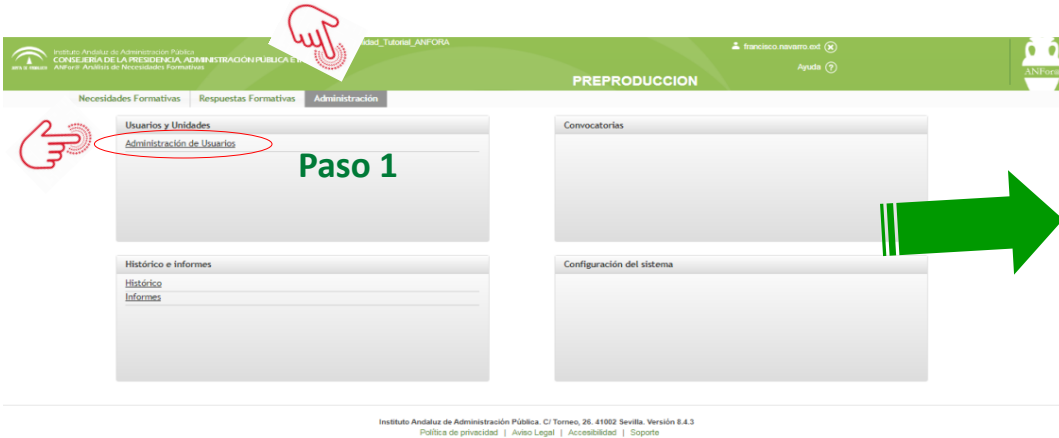 idad_Tutorial_ANFORA
Instituto Andaluz de Administración Pública
CONSEJERIA DE LA PRESIDENCIA, ADMINISTRACIÓN PUBLICA E
ANFora: Análisis de Necesidades Formativas
francisco.navarro.ext
Ayuda ?
PREPRODUCCION
ANFora
Necesidades Formativas Respuestas Formativas Administración
Usuarios y Unidades
Administración de Usuarios
Paso 1
Convocatorias
Histórico e informes
Histórico
Informes
Configuración del sistema
Instituto Andaluz de Administración Pública. C/ Torneo, 26. 41002 Sevilla. Versión 8.4.3
Política de privacidad | Aviso Legal | Accesibilidad | Soporte